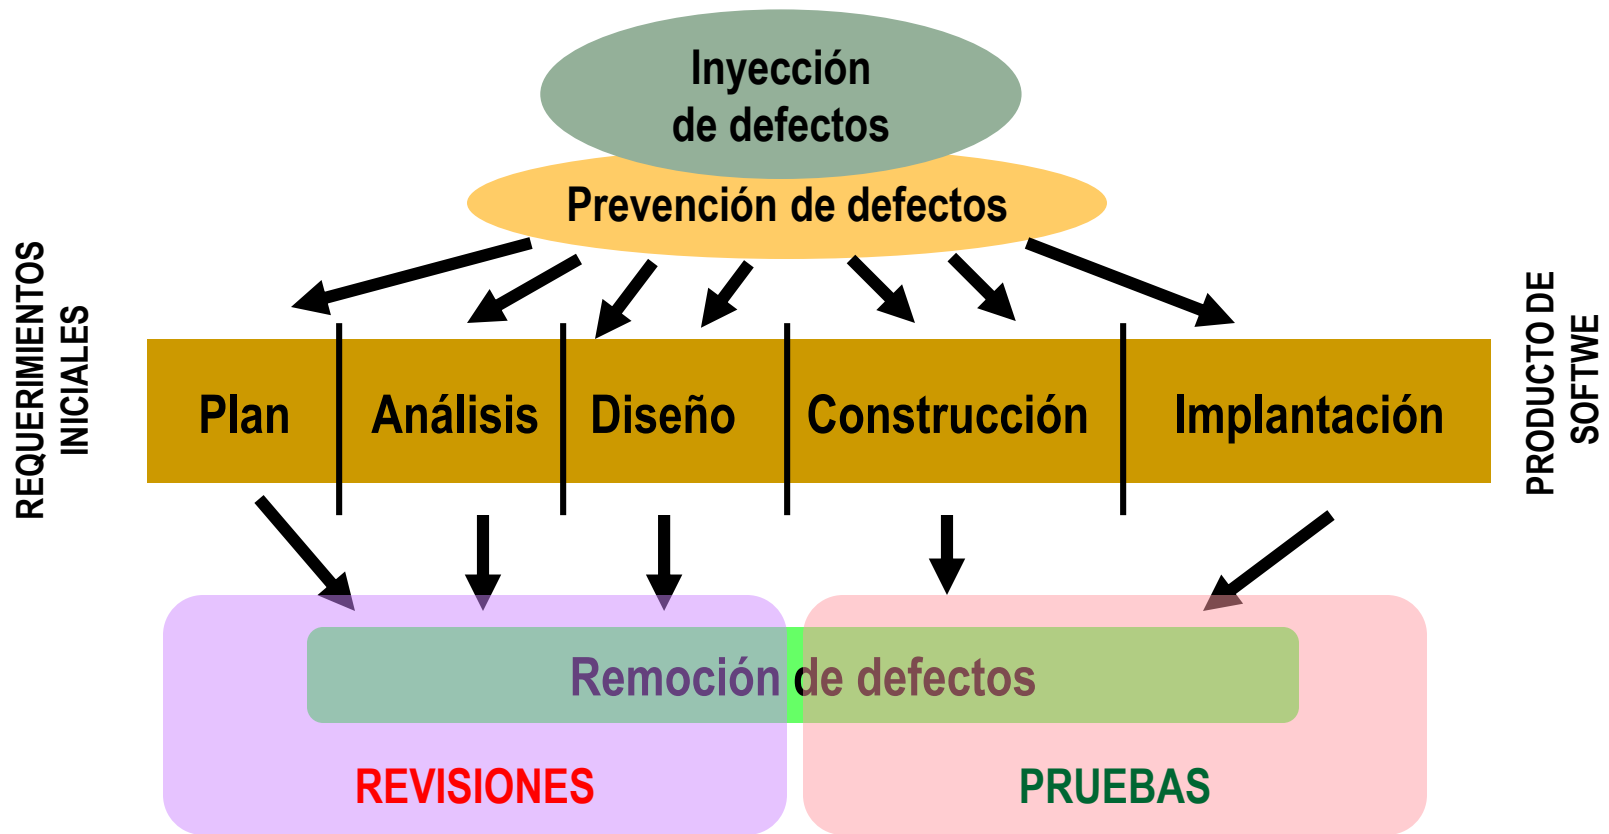 Inyección
de defectos
Prevención de defectos
REQUERIMIENTOS
INICIALES
Plan
Análisis
Diseño
Construcción
Implantación
PRODUCTO DE
SOFTWE
Remoción de defectos
REVISIONES
PRUEBAS